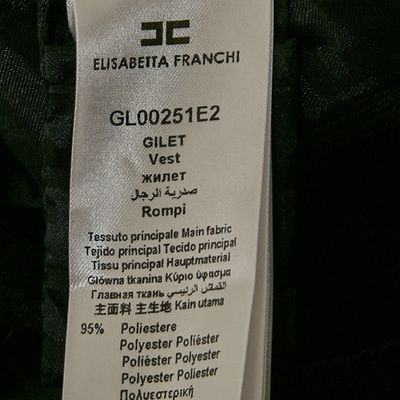 ELISABETTA FRANCHI
GL00251E2
GILET
Vest
жилет
صدرية الرجال
Rompi
Tessuto principale Main fabric
Tejido principal Tecido principal
Tissu principal Hauptmaterial
Główna tkanina Κύριο ύφασμα
Главная ткань القماش الرئيسي
主面料 主生地 Kain utama
95% Poliestere
Polyester Poliéster
Poliéster Polyester
Polyester Poliester
Πολυεστερική